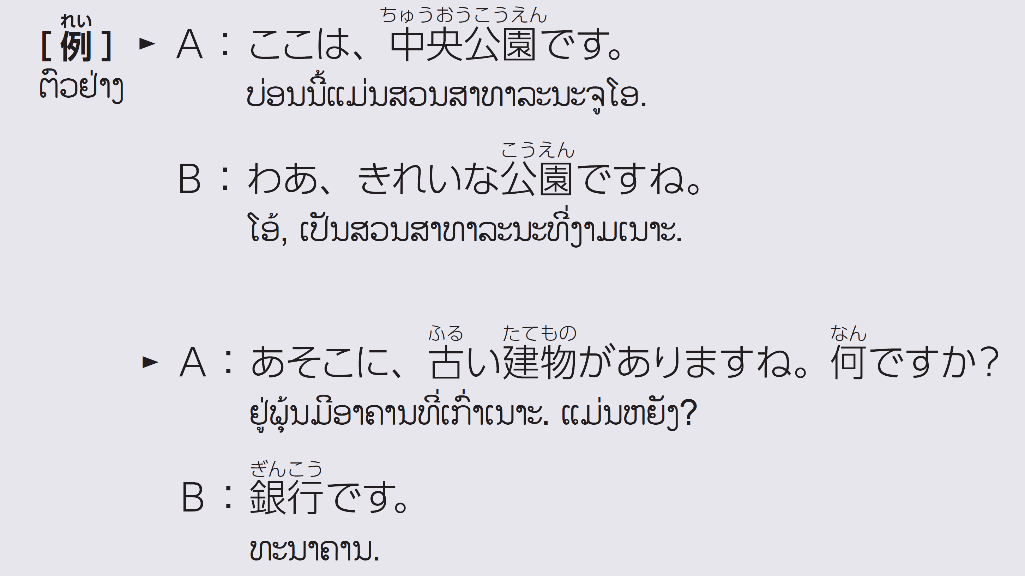 れい
[例] ► A：ここは、中央公園です。
ちゅうおうこうえん
ຕົວຢ່າງ
ບ່ອນນີ້ແມ່ນສວນສາທາລະນະຈູໂອ.
こうえん
B：わあ、きれいな公園ですね。
ໂອ້, ເປັນສວນສາທາລະນະທີ່ງາມເນາະ.
ふる たてもの なん
► A：あそこに、古い建物がありますね。何ですか？
ຢູ່ພຸ້ນມີອາຄານທີ່ເກົ່າເນາະ. ແມ່ນຫຍັງ?
ぎんこう
B：銀行です。
ທະນາຄານ.